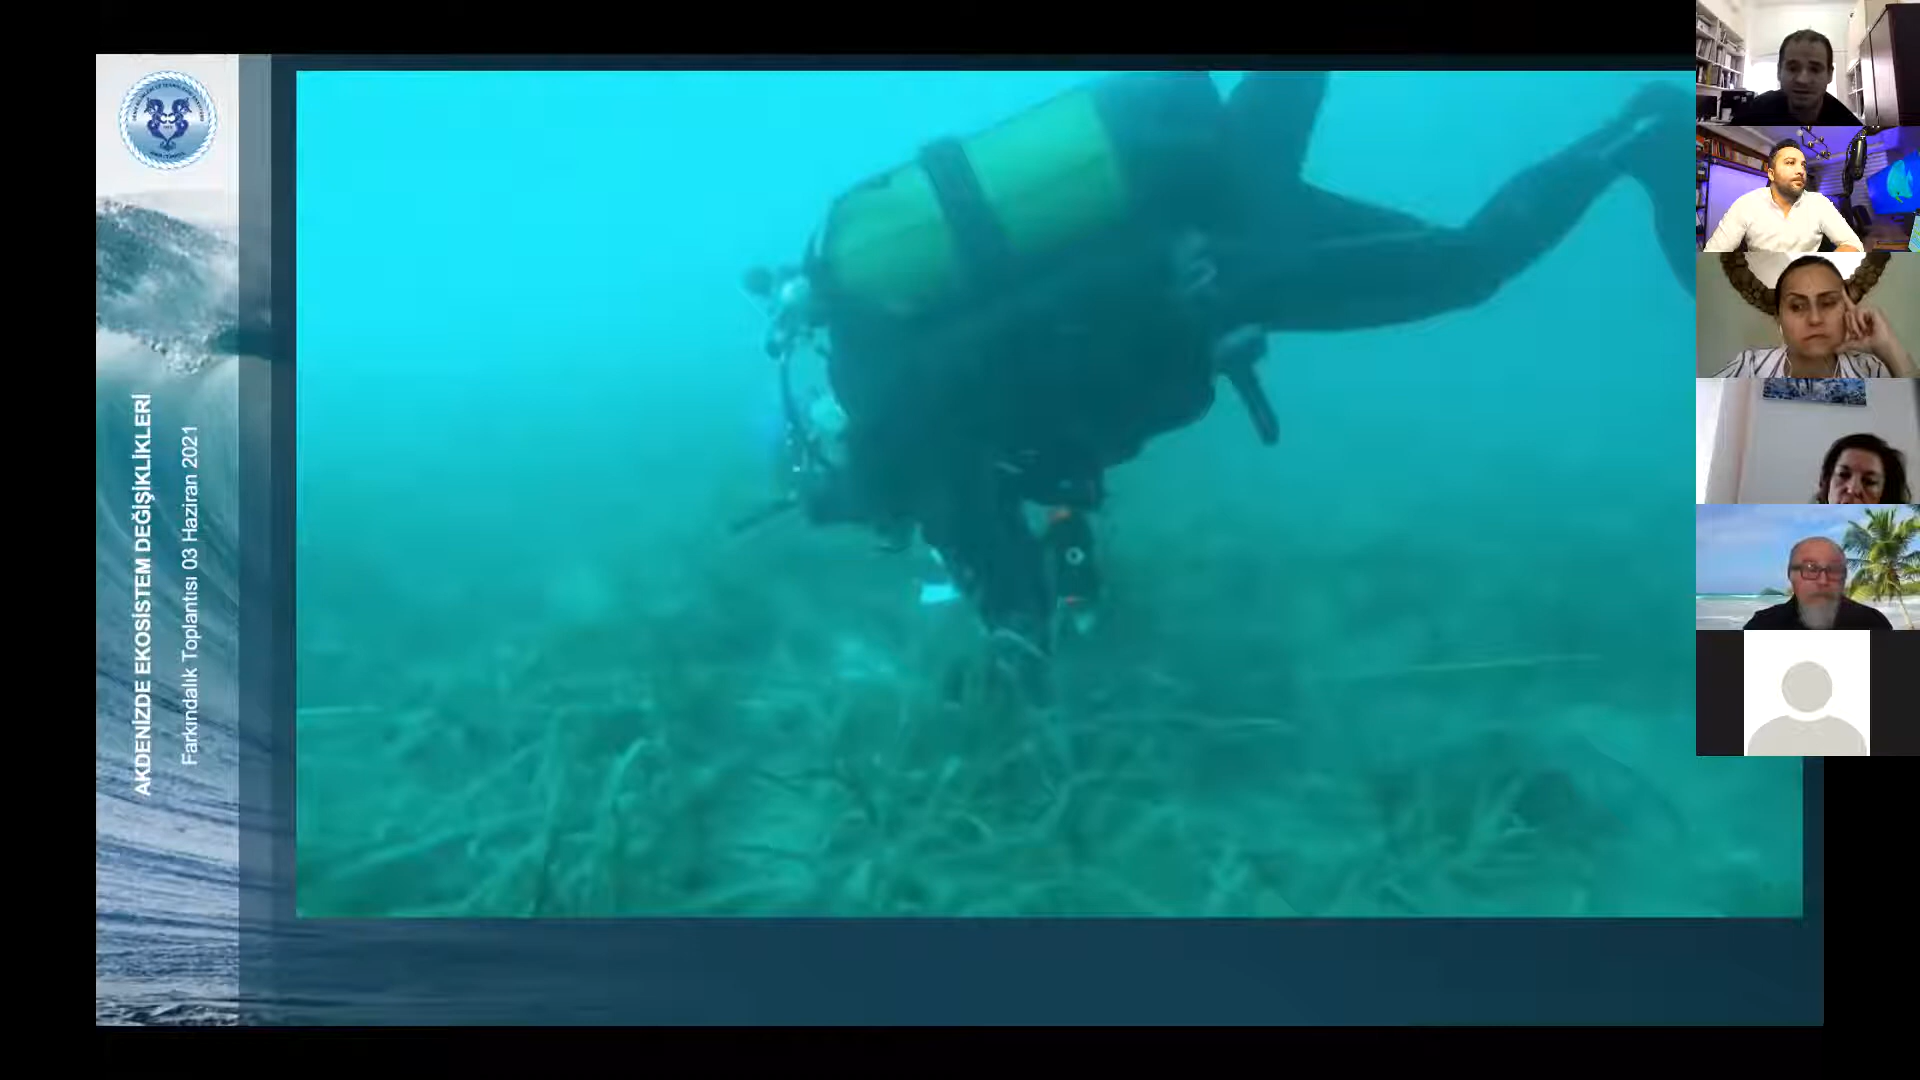 AKDENİZDE EKOSİSTEM DEĞİŞİKLİKLERİ
Farkındalık Toplantısı 03 Haziran 2021